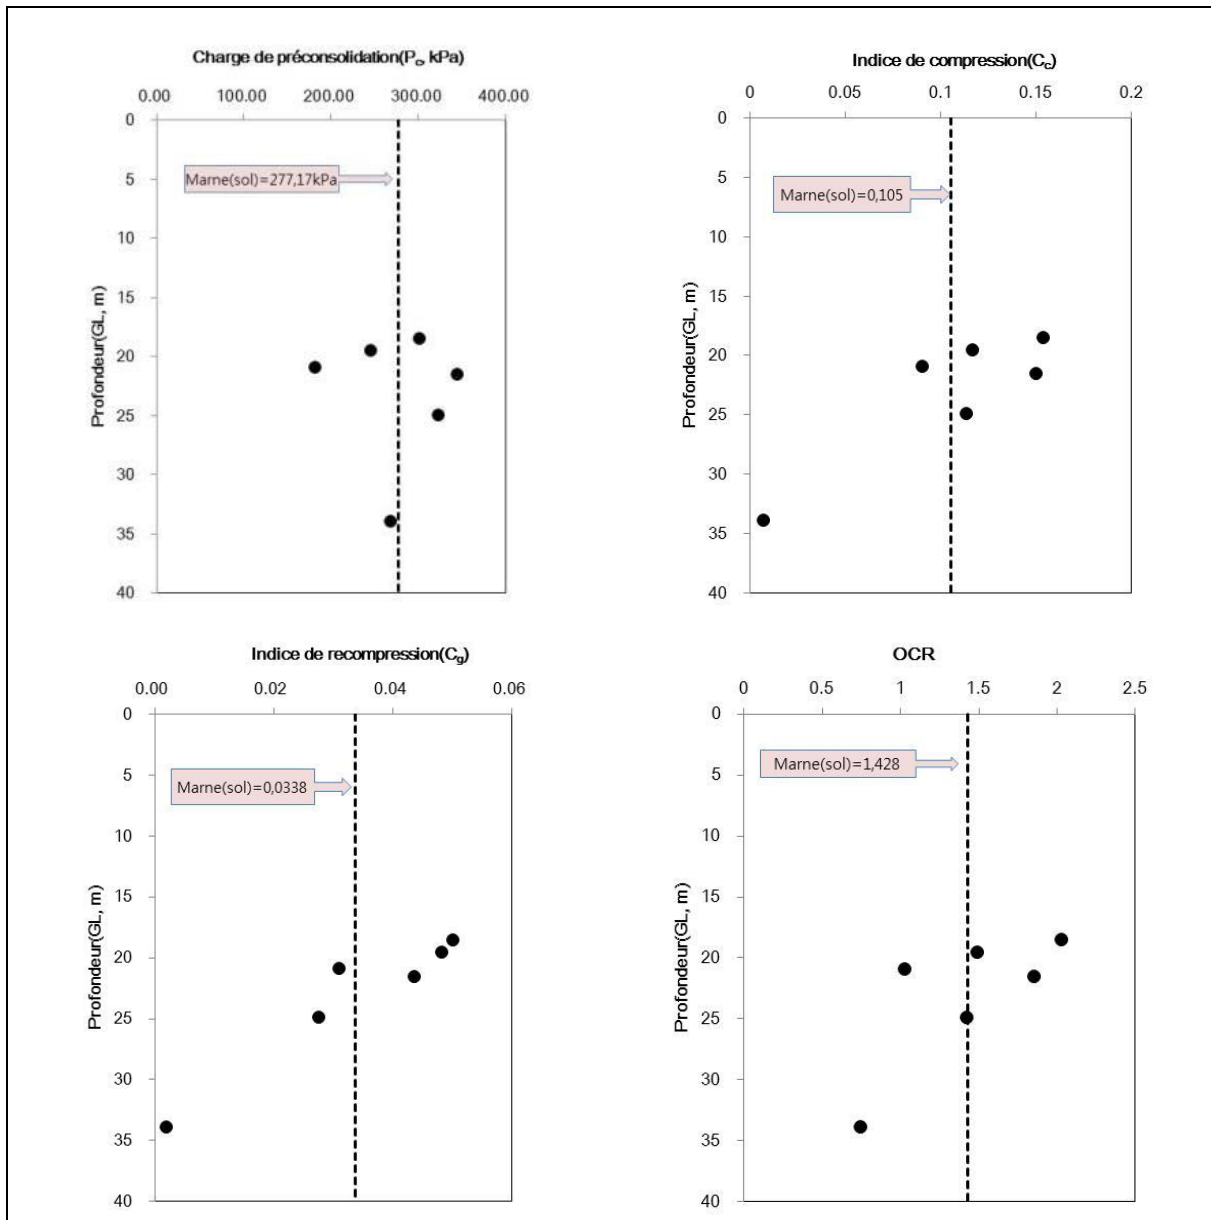 Charge de préconsolidation(Pc, kPa)
0.00 100.00 200.00 300.00 400.00
0
5
10
15
20
25
30
35
40
Profondeur(GL, m)
Marne(sol)=277,17kPa
Indice de compression(Cc)
0 0.05 0.1 0.15 0.2
0
5
10
15
20
25
30
35
40
Profondeur(GL, m)
Marne(sol)=0,105
Indice de recompression(Cg)
0.00 0.02 0.04 0.06
0
5
10
15
20
25
30
35
40
Profondeur(GL, m)
Marne(sol)=0,0338
OCR
0 0.5 1 1.5 2 2.5
0
5
10
15
20
25
30
35
40
Profondeur(GL, m)
Marne(sol)=1,428